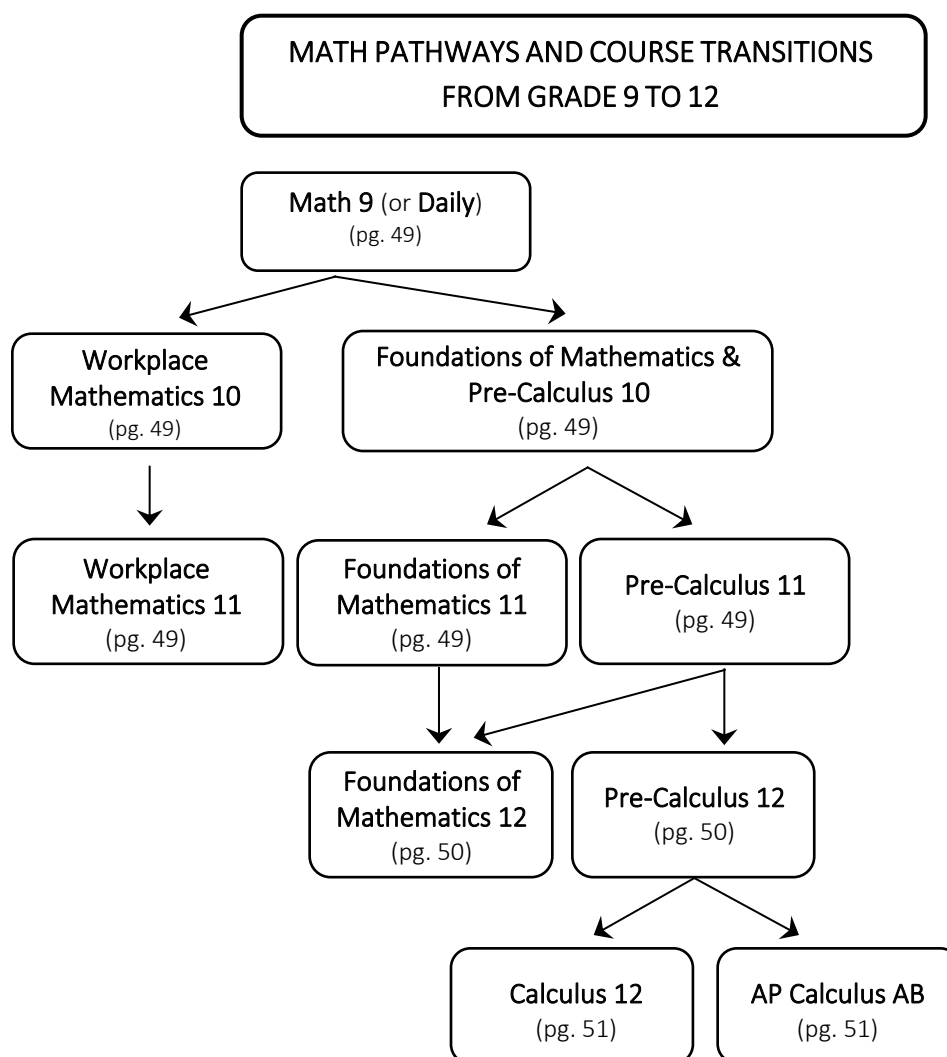 MATH PATHWAYS AND COURSE TRANSITIONS
FROM GRADE 9 TO 12
Math 9 (or Daily)
(pg. 49)
Workplace
Mathematics 10
(pg. 49)
Foundations of Mathematics &
Pre-Calculus 10
(pg. 49)
Workplace
Mathematics 11
(pg. 49)
Foundations of
Mathematics 11
(pg. 49)
Pre-Calculus 11
(pg. 49)
Foundations of
Mathematics 12
(pg. 50)
Pre-Calculus 12
(pg. 50)
Calculus 12
(pg. 51)
AP Calculus AB
(pg. 51)